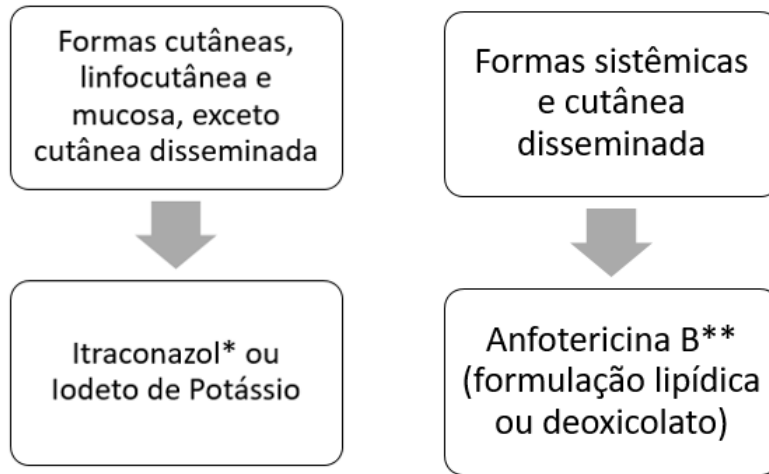 Formas cutâneas,
linfocutânea e
mucosa, exceto
cutânea disseminada
Itraconazol* ou
Iodeto de Potássio
Formas sistêmicas
e cutânea
disseminada
Anfotericina B**
(formulação lipídica
ou deoxicolato)